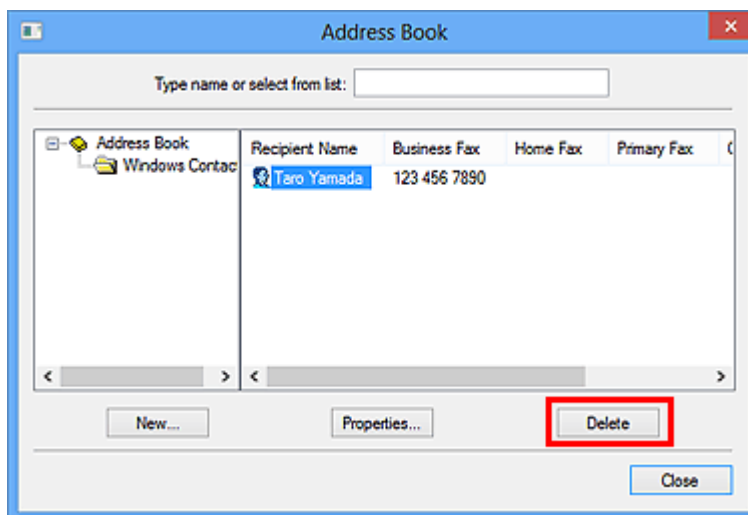 Address Book
Type name or select from list:
Address Book
Windows Contac
Recipient Name Business Fax Home Fax Primary Fax
Taro Yamada 123 456 7890
New... Properties... Delete
Close